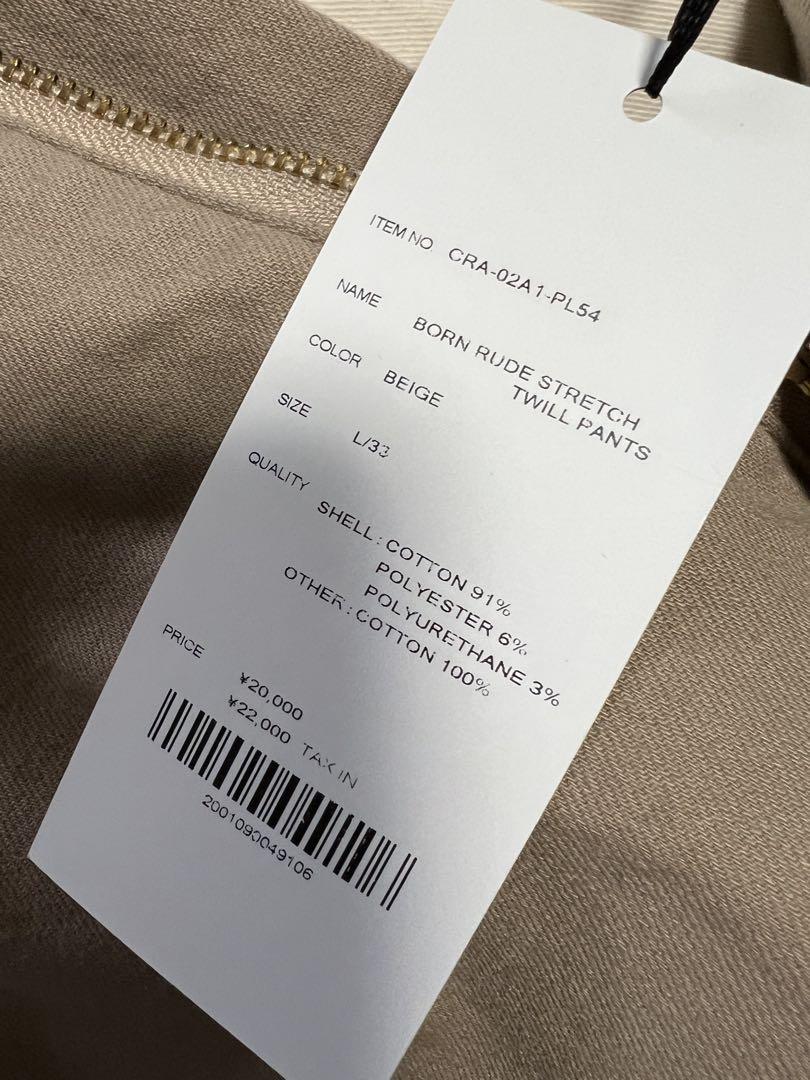 ITEM NO. CRA-02A1-PL54
NAME BORN RUDE STRETCH
TWILL PANTS
COLOR BEIGE
SIZE L/33
QUALITY SHELL : COTTON 91%
POLYESTER 6%
POLYURETHANE 3%
OTHER : COTTON 100%
PRICE ¥20,000
¥22,000 TAX IN
2001090049106